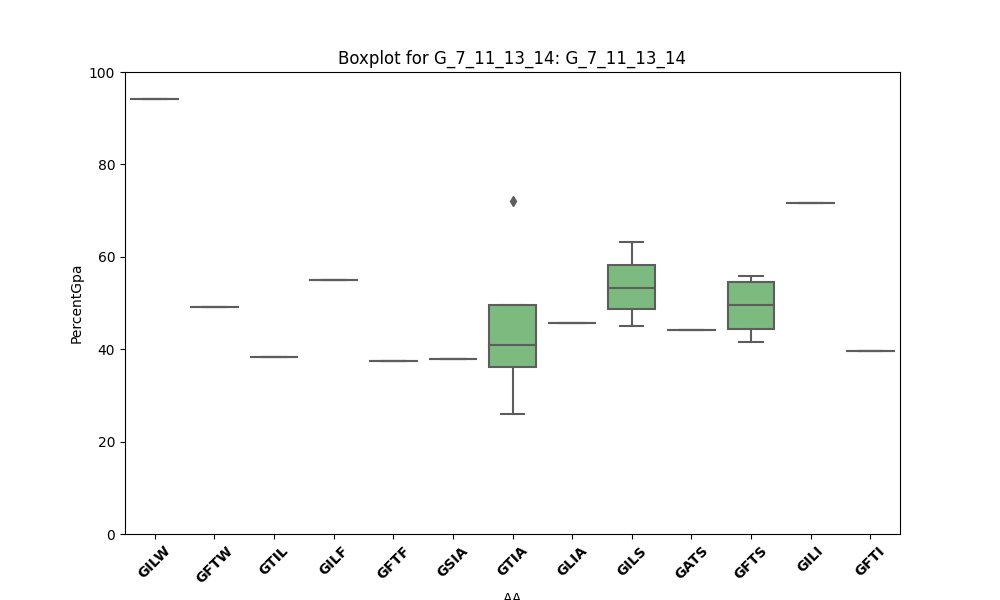 Boxplot for G_7_11_13_14: G_7_11_13_14
100
80
60
40
20
0
PercentGpa
GILW
GFTW
GTIL
GILF
GFTF
GSIA
GTIA
GLIA
GILS
GATS
GFTS
GILI
GFTI
AA